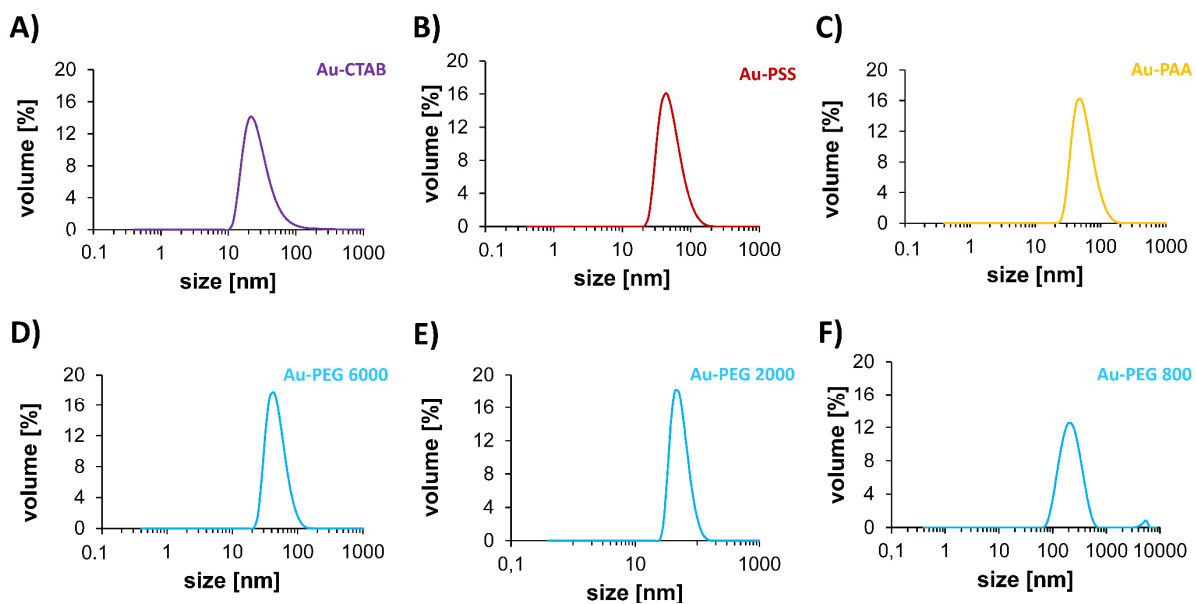 A)
Au-CTAB
volume [%]
20
16
12
8
4
0
0.1 1 10 100 1000
size [nm]
B)
Au-PSS
volume [%]
20
16
12
8
4
0
0.1 1 10 100 1000
size [nm]
C)
Au-PAA
volume [%]
20
16
12
8
4
0
0.1 1 10 100 1000
size [nm]
D)
Au-PEG 6000
volume [%]
20
16
12
8
4
0
0.1 1 10 100 1000
size [nm]
E)
Au-PEG 2000
volume [%]
20
16
12
8
4
0
0,1 10 1000
size [nm]
F)
Au-PEG 800
volume [%]
20
16
12
8
4
0
0.1 1 10 100 1000 10000
size [nm]